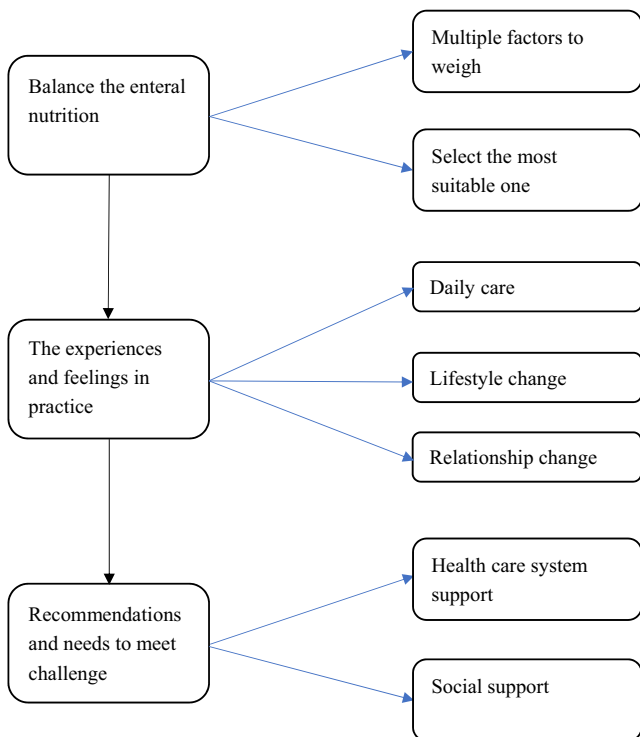 Balance the enteral
nutrition
Multiple factors to
weigh
Select the most
suitable one
The experiences
and feelings in
practice
Daily care
Lifestyle change
Relationship change
Recommendations
and needs to meet
challenge
Health care system
support
Social support